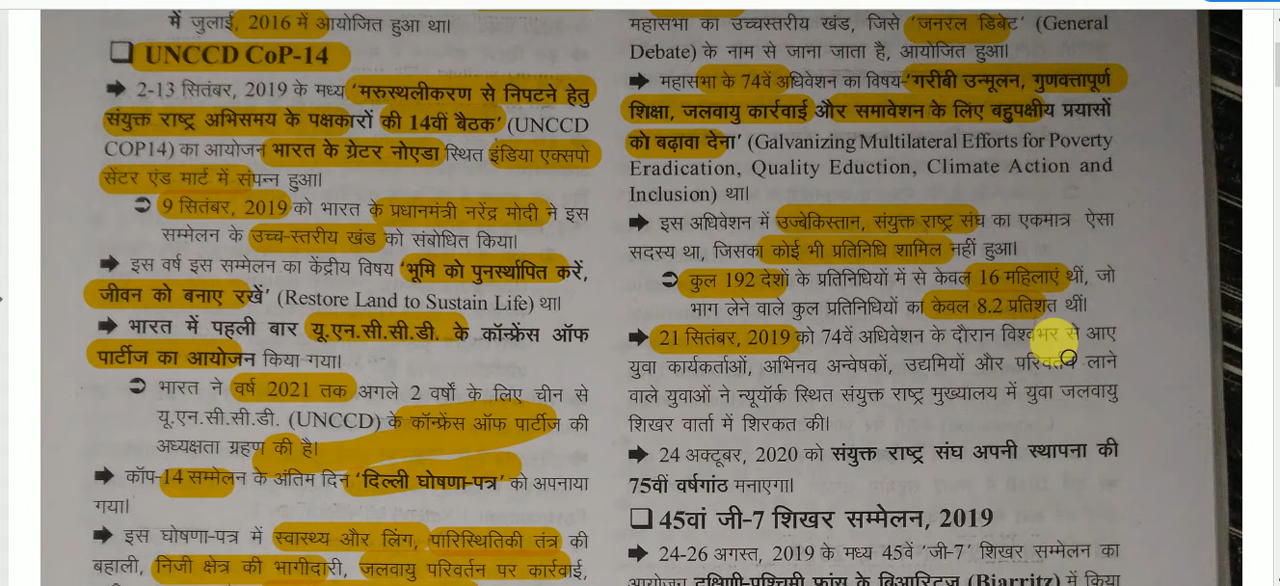 में जुलाई, 2016 में आयोजित हुआ था।
❑ UNCCD CoP-14
➡ 2-13 सितंबर, 2019 के मध्य 'मरुस्थलीकरण से निपटने हेतु
संयुक्त राष्ट्र अभिसमय के पक्षकारों की 14वीं बैठक' (UNCCD
COP14) का आयोजन भारत के ग्रेटर नोएडा स्थित इंडिया एक्सपो
सेंटर एंड मार्ट में संपन्न हुआ।
➲ 9 सितंबर, 2019 को भारत के प्रधानमंत्री नरेंद्र मोदी ने इस
सम्मेलन के उच्च-स्तरीय खंड को संबोधित किया।
➡ इस वर्ष इस सम्मेलन का केंद्रीय विषय 'भूमि को पुनर्स्थापित करें,
जीवन को बनाए रखें' (Restore Land to Sustain Life) था।
➡ भारत में पहली बार यू.एन.सी.सी.डी. के कॉन्फ्रेंस ऑफ
पार्टीज का आयोजन किया गया।
➲ भारत ने वर्ष 2021 तक अगले 2 वर्षों के लिए चीन से
यू.एन.सी.सी.डी. (UNCCD) के कॉन्फ्रेंस ऑफ पार्टीज की
अध्यक्षता ग्रहण की है।
➡ कॉप-14 सम्मेलन के अंतिम दिन 'दिल्ली घोषणा-पत्र' को अपनाया
गया।
➡ इस घोषणा-पत्र में स्वास्थ्य और लिंग, पारिस्थितिकी तंत्र की
बहाली, निजी क्षेत्र की भागीदारी, जलवायु परिवर्तन पर कार्रवाई,
महासभा का उच्चस्तरीय खंड, जिसे 'जनरल डिबेट' (General
Debate) के नाम से जाना जाता है, आयोजित हुआ।
➡ महासभा के 74वें अधिवेशन का विषय-'गरीबी उन्मूलन, गुणवत्तापूर्ण
शिक्षा, जलवायु कार्रवाई और समावेशन के लिए बहुपक्षीय प्रयासों
को बढ़ावा देना' (Galvanizing Multilateral Efforts for Poverty
Eradication, Quality Eduction, Climate Action and
Inclusion) था।
➡ इस अधिवेशन में उज्बेकिस्तान, संयुक्त राष्ट्र संघ का एकमात्र ऐसा
सदस्य था, जिसका कोई भी प्रतिनिधि शामिल नहीं हुआ।
➲ कुल 192 देशों के प्रतिनिधियों में से केवल 16 महिलाएं थीं, जो
भाग लेने वाले कुल प्रतिनिधियों का केवल 8.2 प्रतिशत थीं।
➡ 21 सितंबर, 2019 को 74वें अधिवेशन के दौरान विश्वभर से आए
युवा कार्यकर्ताओं, अभिनव अन्वेषकों, उद्यमियों और परिवर्तन लाने
वाले युवाओं ने न्यूयॉर्क स्थित संयुक्त राष्ट्र मुख्यालय में युवा जलवायु
शिखर वार्ता में शिरकत की।
➡ 24 अक्टूबर, 2020 को संयुक्त राष्ट्र संघ अपनी स्थापना की
75वीं वर्षगांठ मनाएगा।
❑ 45वां जी-7 शिखर सम्मेलन, 2019
➡ 24-26 अगस्त, 2019 के मध्य 45वें 'जी-7' शिखर सम्मेलन का
आयोजन दक्षिणी-पश्चिमी फ्रांस के बिआरित्ज (Biarritz) में किया